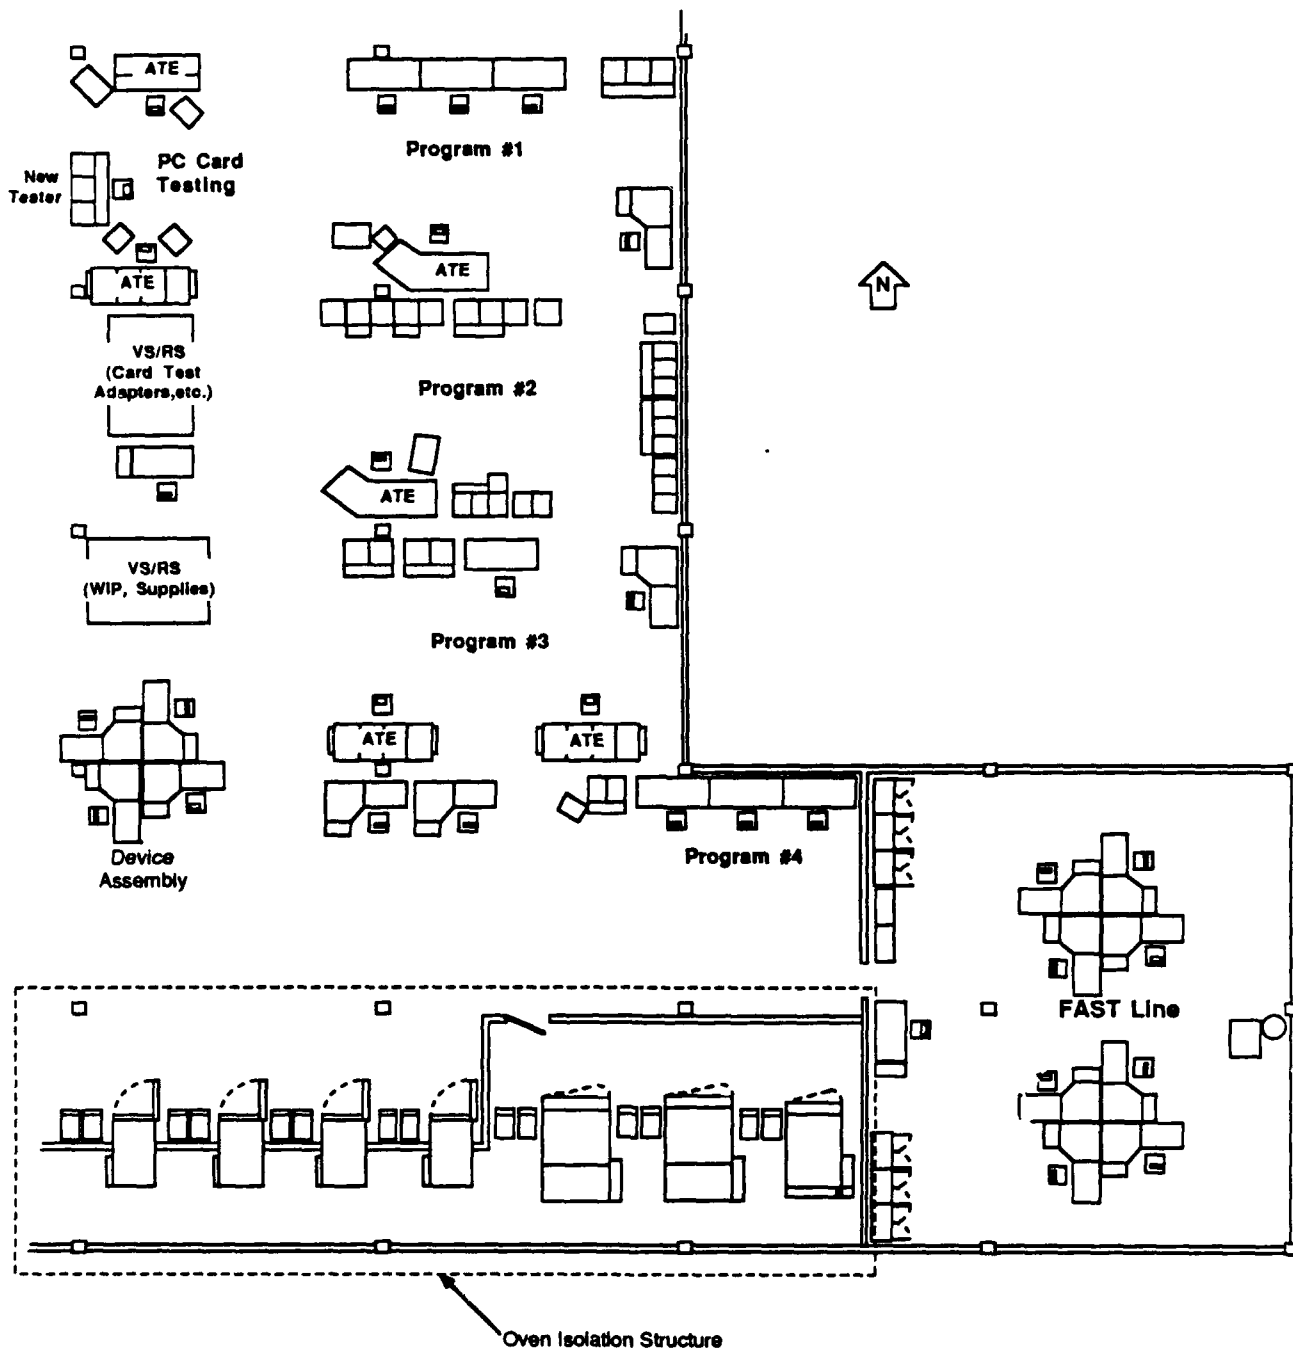 ATE
Program #1
PC Card
Testing
New
Tester
ATE
N
ATE
VS/RS
(Card Test
Adapters,etc.)
Program #2
ATE
VS/RS
(WIP, Supplies)
Program #3
ATE
ATE
Device
Assembly
Program #4
FAST Line
Oven Isolation Structure